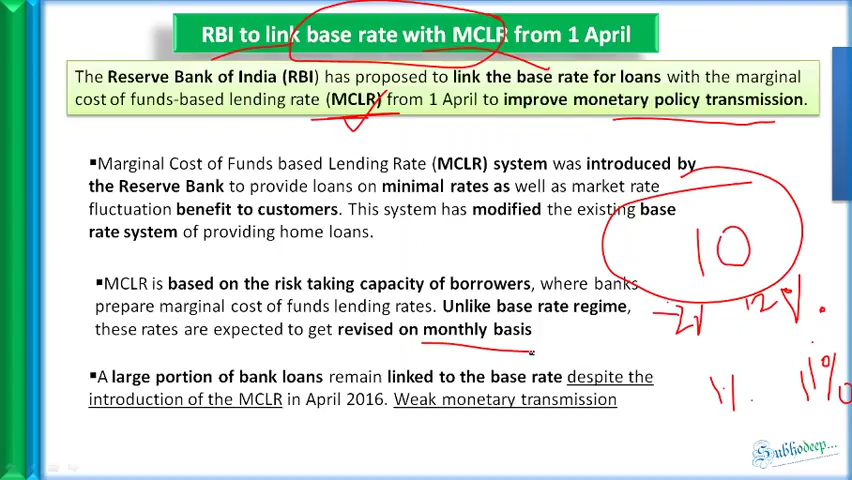 RBI to link base rate with MCLR from 1 April
The Reserve Bank of India (RBI) has proposed to link the base rate for loans with the marginal
cost of funds-based lending rate (MCLR) from 1 April to improve monetary policy transmission.
▪Marginal Cost of Funds based Lending Rate (MCLR) system was introduced by
the Reserve Bank to provide loans on minimal rates as well as market rate
fluctuation benefit to customers. This system has modified the existing base
rate system of providing home loans.
10
▪MCLR is based on the risk taking capacity of borrowers, where banks
prepare marginal cost of funds lending rates. Unlike base rate regime,
these rates are expected to get revised on monthly basis
12%.
▪A large portion of bank loans remain linked to the base rate despite the
introduction of the MCLR in April 2016. Weak monetary transmission
11%
Subhodeep...